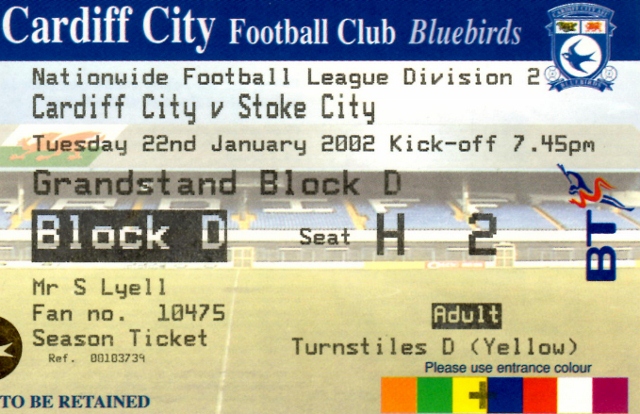 Cardiff City Football Club Bluebirds
Nationwide Football League Division 2
Cardiff City v Stoke City
Tuesday 22nd January 2002 Kick-off 7.45pm
Grandstand Block D
Block D Seat H 2
BT
Mr S Lyell
Fan no. 10475
Season Ticket
Ref. 00103739
Adult
Turnstiles D (Yellow)
Please use entrance colour
TO BE RETAINED